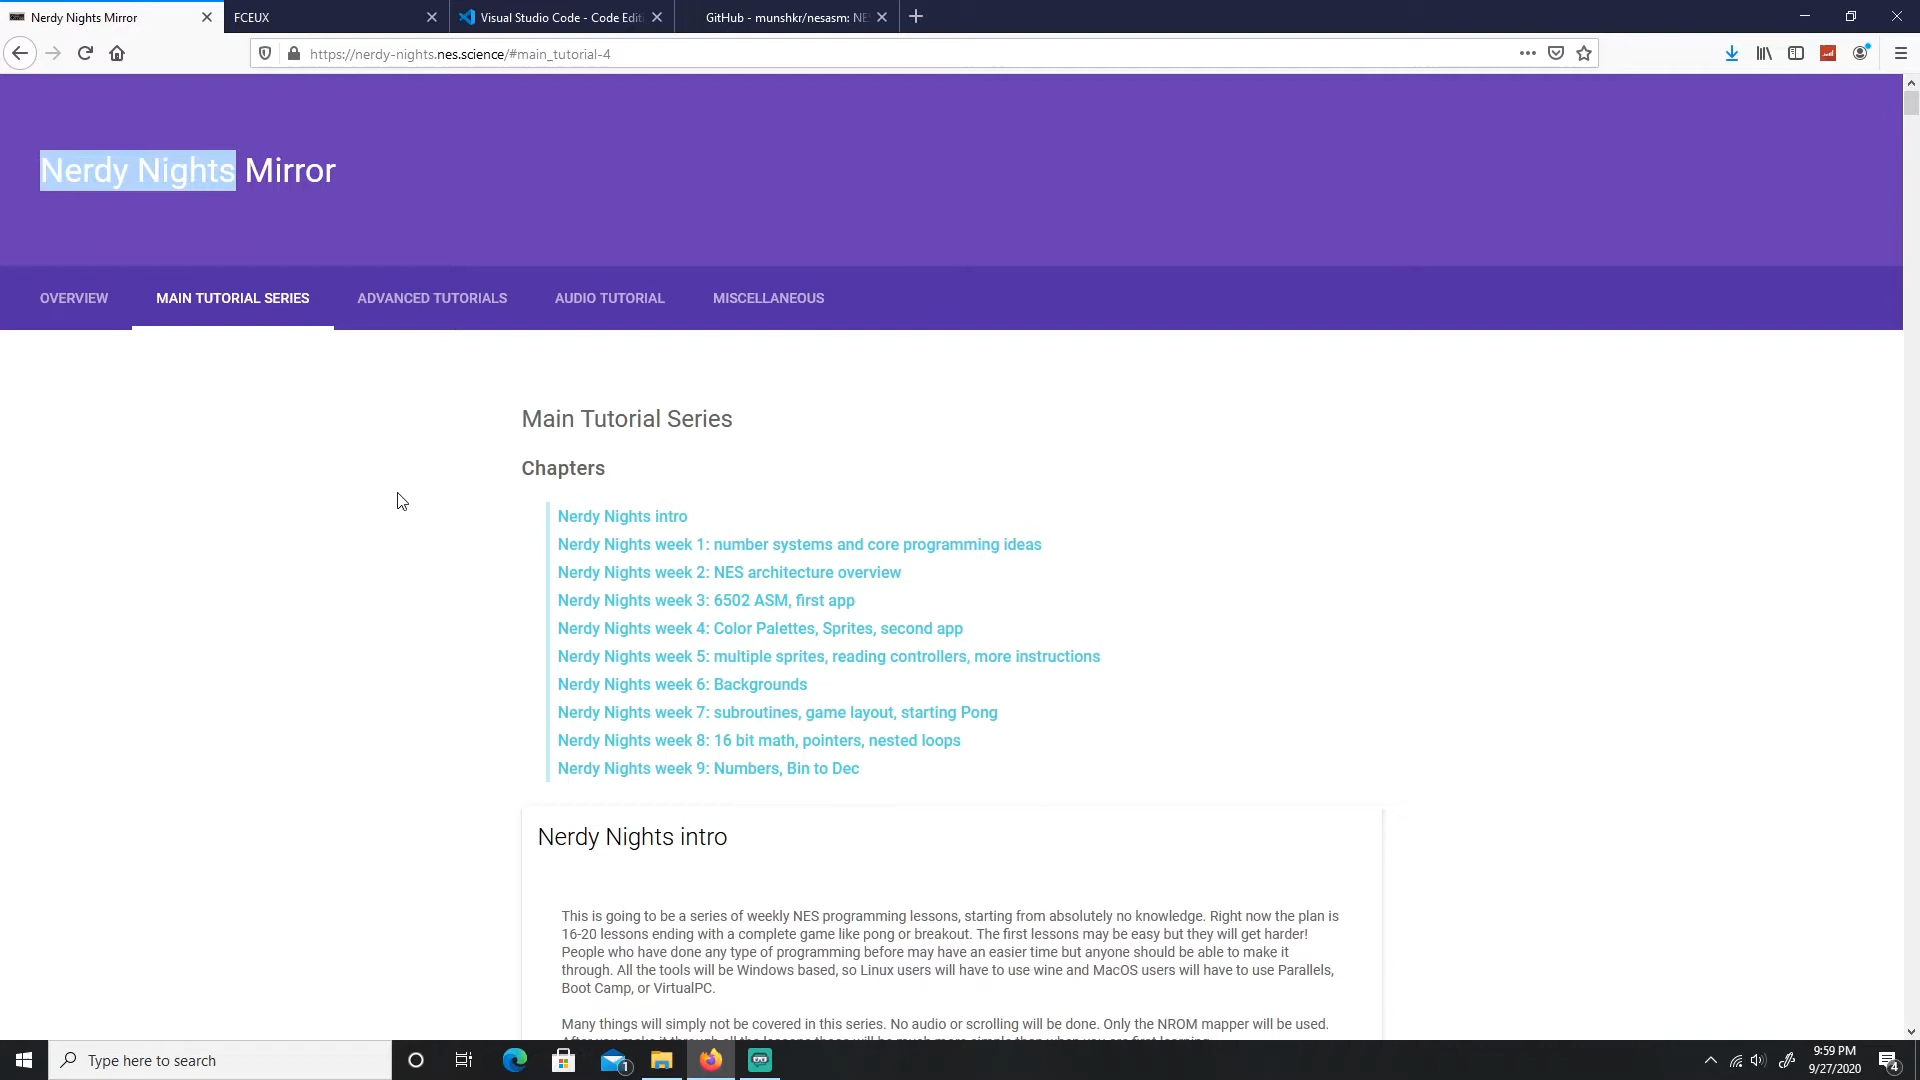 Nerdy Nights Mirror
FCEUX
Visual Studio Code - Code Edit
GitHub - munshkr/nesasm: NE
https://nerdy-nights.nes.science/#main_tutorial-4
Nerdy Nights Mirror
OVERVIEW
MAIN TUTORIAL SERIES
ADVANCED TUTORIALS
AUDIO TUTORIAL
MISCELLANEOUS
Main Tutorial Series
Chapters
Nerdy Nights intro
Nerdy Nights week 1: number systems and core programming ideas
Nerdy Nights week 2: NES architecture overview
Nerdy Nights week 3: 6502 ASM, first app
Nerdy Nights week 4: Color Palettes, Sprites, second app
Nerdy Nights week 5: multiple sprites, reading controllers, more instructions
Nerdy Nights week 6: Backgrounds
Nerdy Nights week 7: subroutines, game layout, starting Pong
Nerdy Nights week 8: 16 bit math, pointers, nested loops
Nerdy Nights week 9: Numbers, Bin to Dec
Nerdy Nights intro
This is going to be a series of weekly NES programming lessons, starting from absolutely no knowledge. Right now the plan is
16-20 lessons ending with a complete game like pong or breakout. The first lessons may be easy but they will get harder!
People who have done any type of programming before may have an easier time but anyone should be able to make it
through. All the tools will be Windows based, so Linux users will have to use wine and MacOS users will have to use Parallels,
Boot Camp, or VirtualPC.
Many things will simply not be covered in this series. No audio or scrolling will be done. Only the NROM mapper will be used.
Type here to search
1
9:59 PM
9/27/2020
4